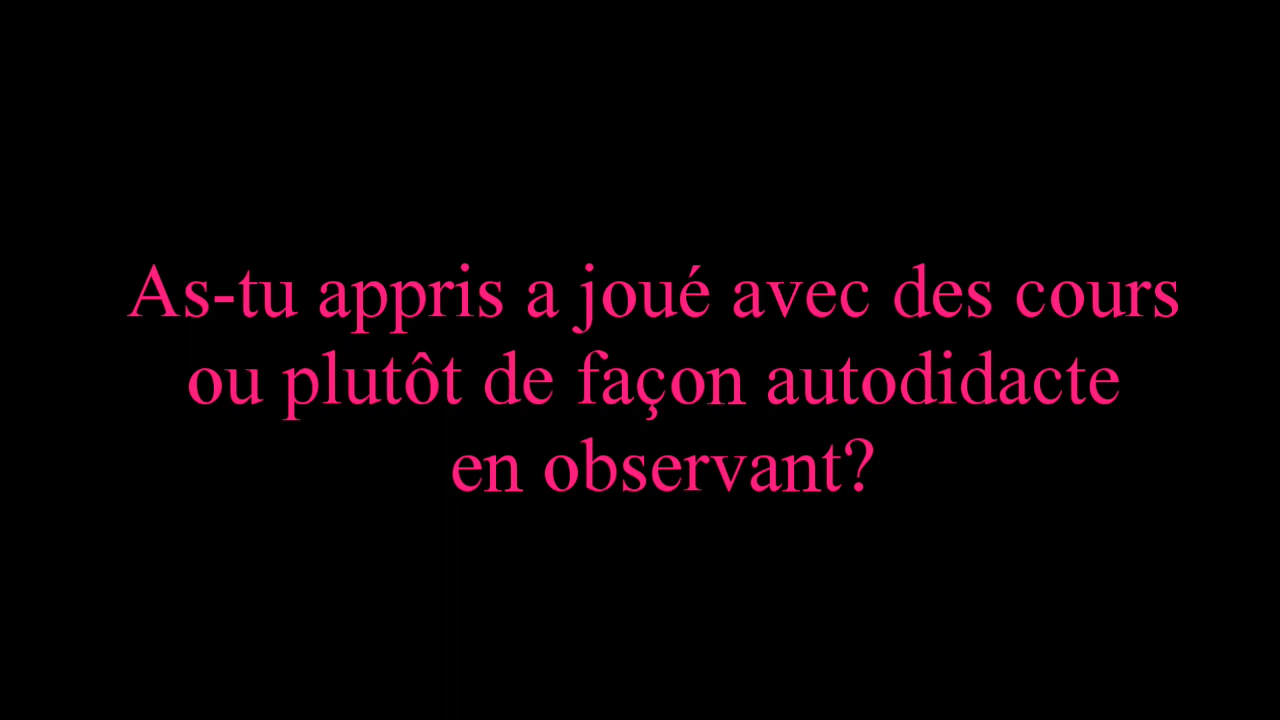 As-tu appris a joué avec des cours
ou plutôt de façon autodidacte
en observant?